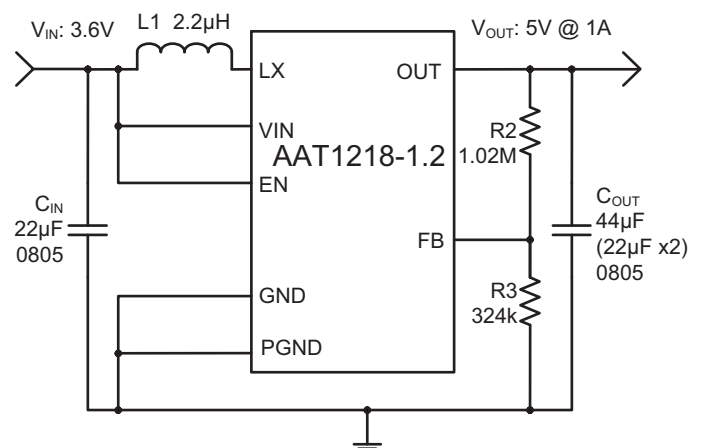 V_IN: 3.6V
L1 2.2µH
V_OUT: 5V @ 1A
LX
OUT
VIN
EN
AAT1218-1.2
R2
1.02M
C_IN
22µF
0805
FB
C_OUT
44µF
(22µF x2)
0805
GND
PGND
R3
324k